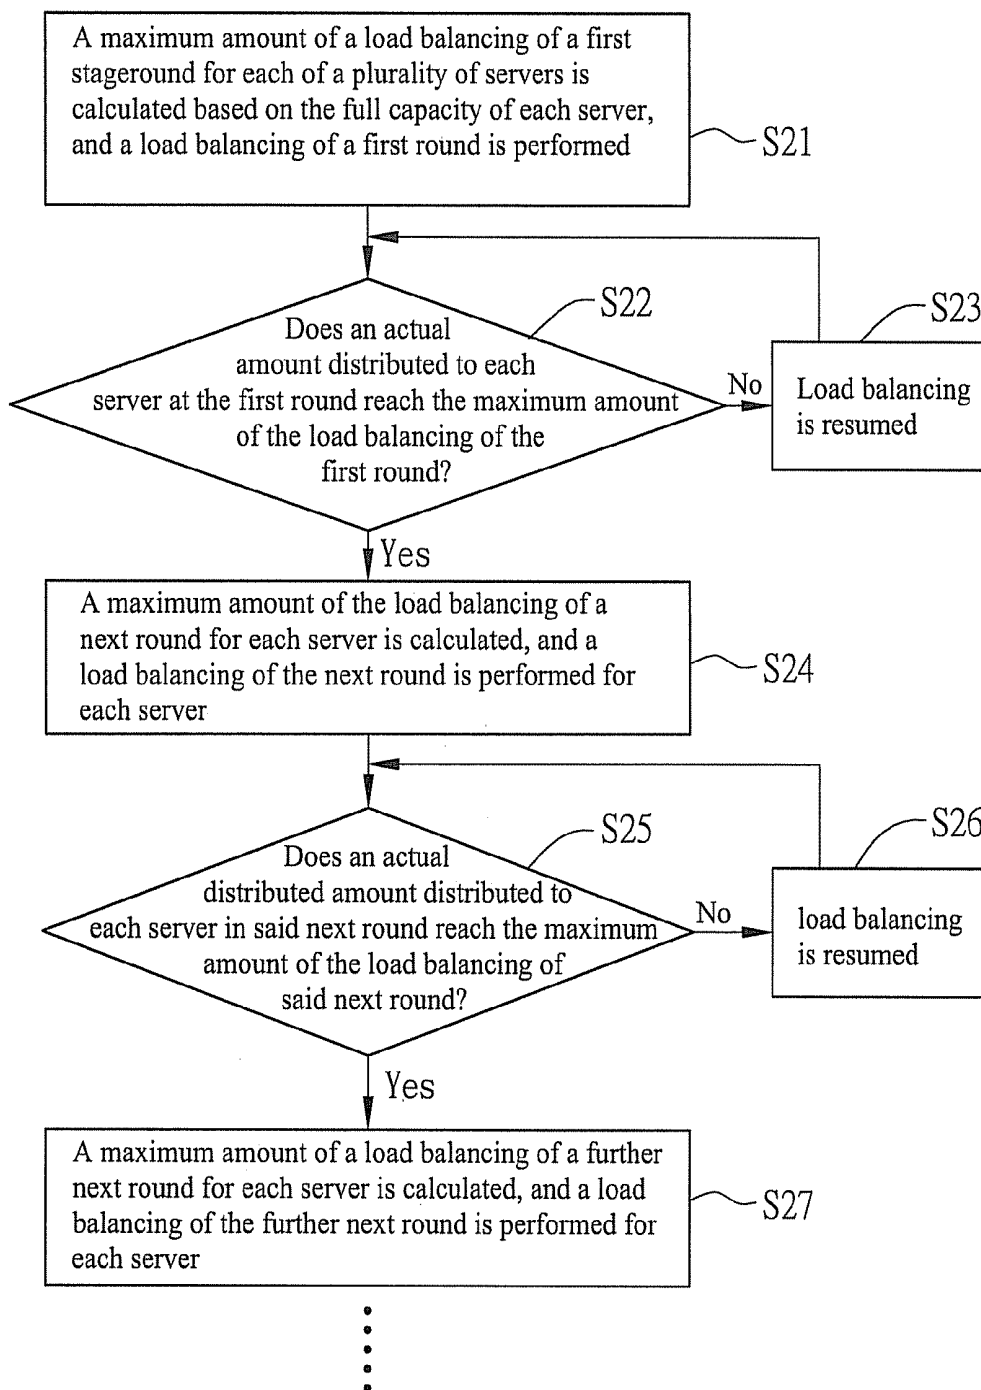 A maximum amount of a load balancing of a first
stageround for each of a plurality of servers is
calculated based on the full capacity of each server,
and a load balancing of a first round is performed
S21
S22
Does an actual
amount distributed to each
server at the first round reach the maximum amount
of the load balancing of the
first round?
No
S23
Load balancing
is resumed
Yes
A maximum amount of the load balancing of a
next round for each server is calculated, and a
load balancing of the next round is performed for
each server
S24
S25
Does an actual
distributed amount distributed to
each server in said next round reach the maximum
amount of the load balancing of
said next round?
No
S26
load balancing
is resumed
Yes
A maximum amount of a load balancing of a further
next round for each server is calculated, and a load
balancing of the further next round is performed for
each server
S27